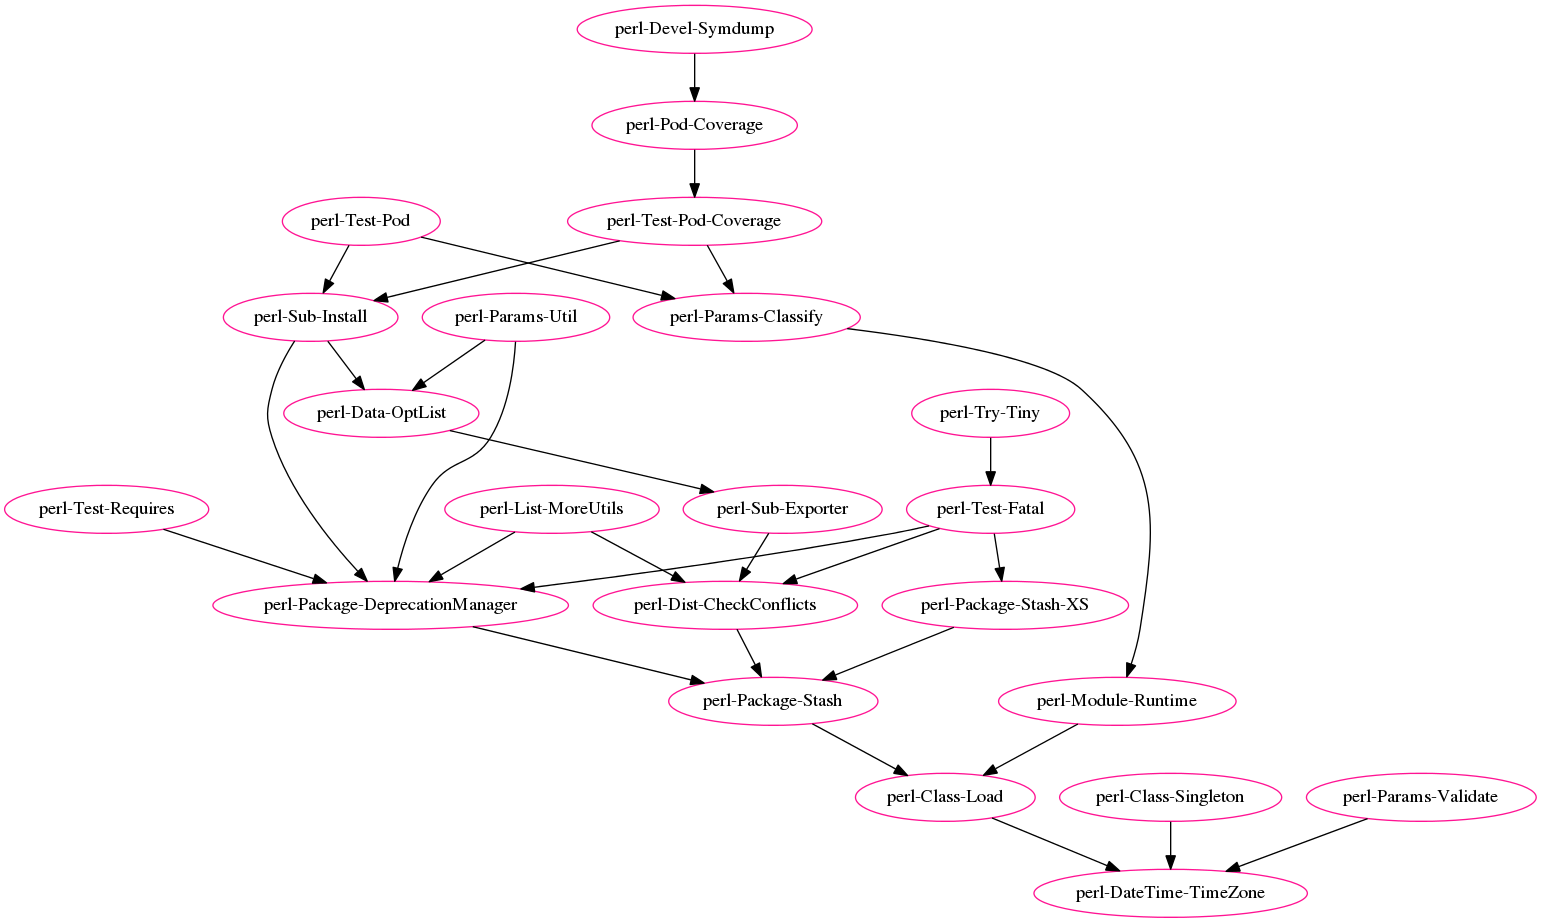 perl-Devel-Symdump
perl-Pod-Coverage
perl-Test-Pod
perl-Test-Pod-Coverage
perl-Sub-Install
perl-Params-Util
perl-Params-Classify
perl-Data-OptList
perl-Try-Tiny
perl-Test-Requires
perl-List-MoreUtils
perl-Sub-Exporter
perl-Test-Fatal
perl-Package-DeprecationManager
perl-Dist-CheckConflicts
perl-Package-Stash-XS
perl-Package-Stash
perl-Module-Runtime
perl-Class-Load
perl-Class-Singleton
perl-Params-Validate
perl-DateTime-TimeZone